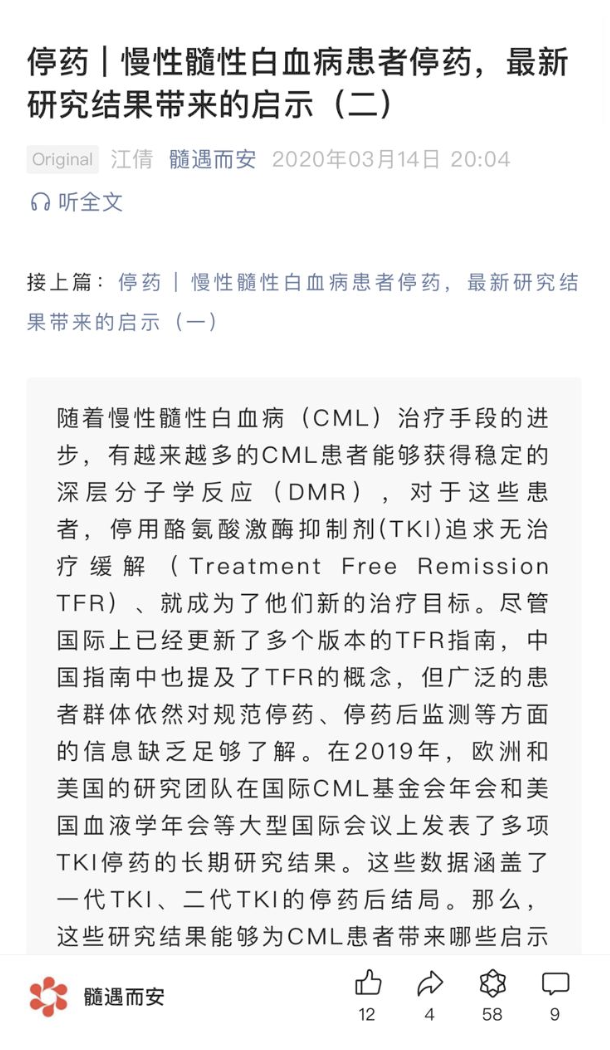 停药｜慢性髓性白血病患者停药，最新
研究结果带来的启示（二）
Original 江倩 髓遇而安 2020年03月14日 20:04
听全文
接上篇：停药｜慢性髓性白血病患者停药，最新研究结
果带来的启示（一）
随着慢性髓性白血病（CML）治疗手段的进
步，有越来越多的CML患者能够获得稳定的
深层分子学反应（DMR），对于这些患
者，停用酪氨酸激酶抑制剂(TKI)追求无治
疗缓解（Treatment Free Remission
TFR）、就成为了他们新的治疗目标。尽管
国际上已经更新了多个版本的TFR指南，中
国指南中也提及了TFR的概念，但广泛的患
者群体依然对规范停药、停药后监测等方面
的信息缺乏足够了解。在2019年，欧洲和
美国的研究团队在国际CML基金会年会和美
国血液学年会等大型国际会议上发表了多项
TKI停药的长期研究结果。这些数据涵盖了
一代TKI、二代TKI的停药后结局。那么，
这些研究结果能够为CML患者带来哪些启示
髓遇而安
12 4 58 9